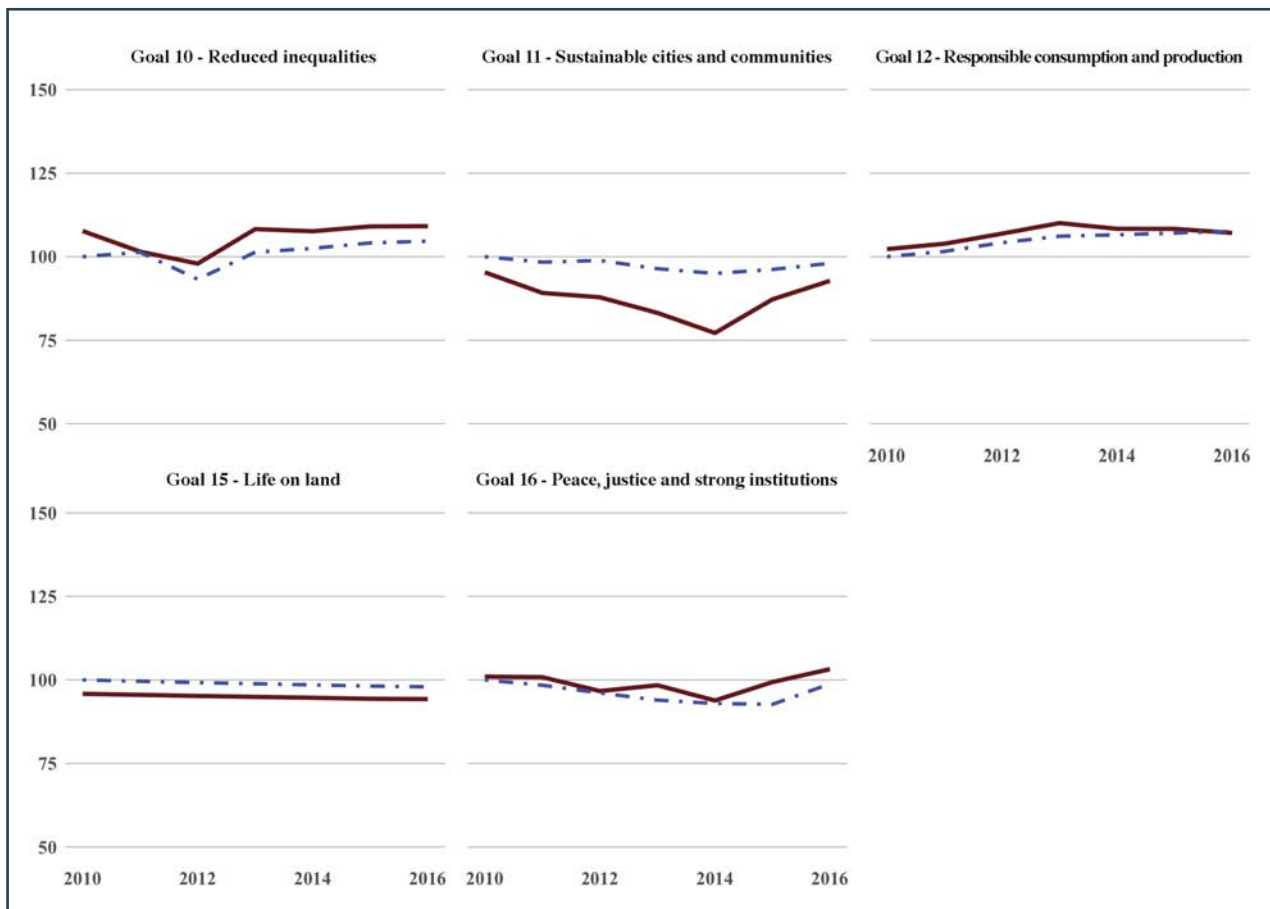 Goal 10 - Reduced inequalities
Goal 11 - Sustainable cities and communities
Goal 12 - Responsible consumption and production
150
125
100
75
50
2010 2012 2014 2016
Goal 15 - Life on land
Goal 16 - Peace, justice and strong institutions
150
125
100
75
50
2010 2012 2014 2016
2010 2012 2014 2016